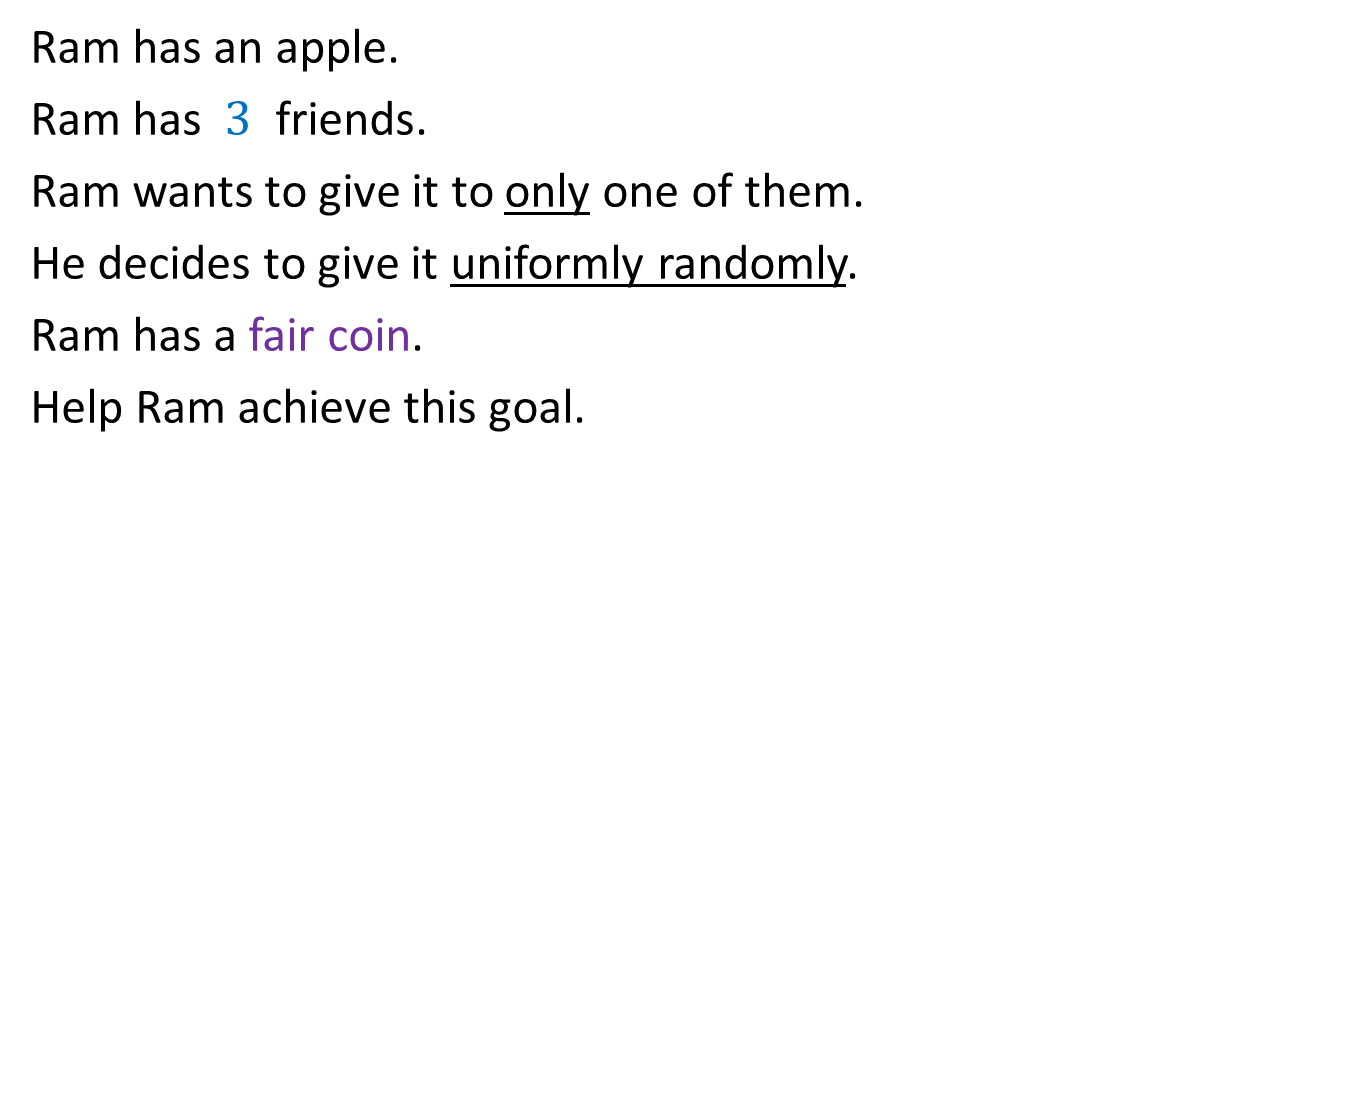 Ram has an apple.
Ram has 3 friends.
Ram wants to give it to only one of them.
He decides to give it uniformly randomly.
Ram has a fair coin.
Help Ram achieve this goal.